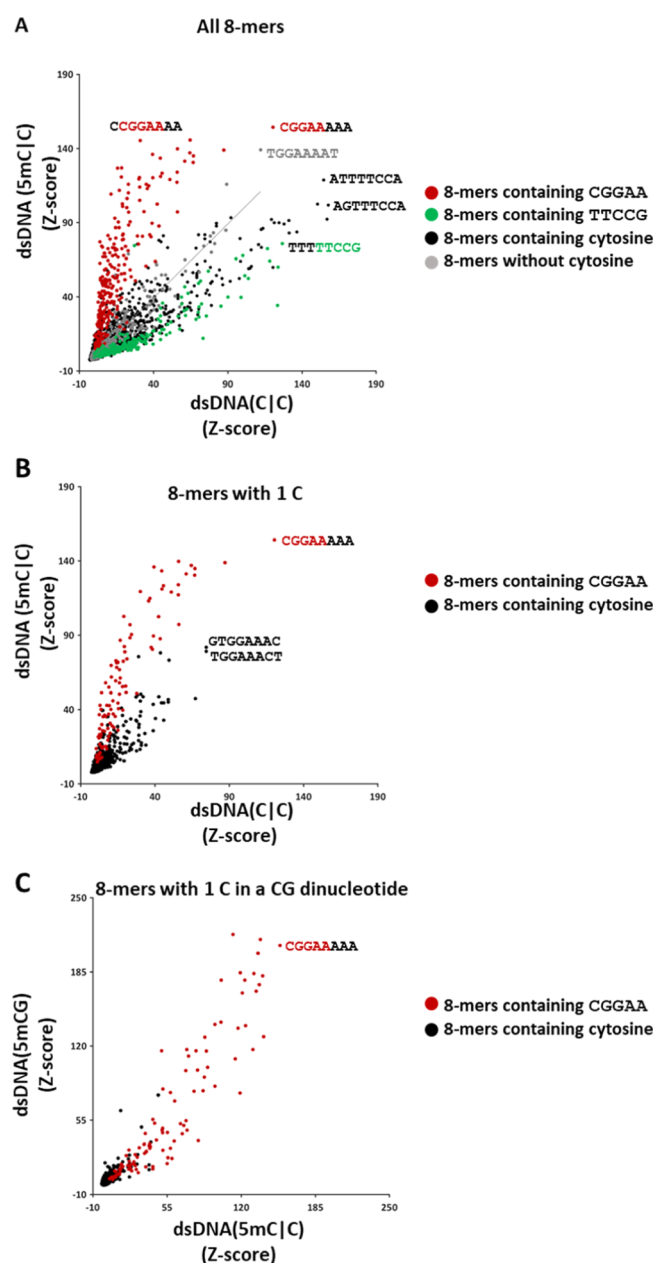 A
All 8-mers
190
140
90
40
-10
-10
40
90
140
190
dsDNA (5mC|C)
(Z-score)
dsDNA(C|C)
(Z-score)
CCGGAAAA
CGGAAAAA
TGGAAAAT
ATTTTCCA
AGTTTCCA
TTTTTCCG
8-mers containing CGGAA
8-mers containing TTCCG
8-mers containing cytosine
8-mers without cytosine
B
8-mers with 1 C
190
140
90
40
-10
-10
40
90
140
190
dsDNA (5mC|C)
(Z-score)
dsDNA(C|C)
(Z-score)
CGGAAAAA
GTGGAAAC
TGGAAACT
8-mers containing CGGAA
8-mers containing cytosine
C
8-mers with 1 C in a CG dinucleotide
250
185
120
55
-10
-10
55
120
185
250
dsDNA(5mCG)
(Z-score)
dsDNA(5mC|C)
(Z-score)
CGGAAAAA
8-mers containing CGGAA
8-mers containing cytosine